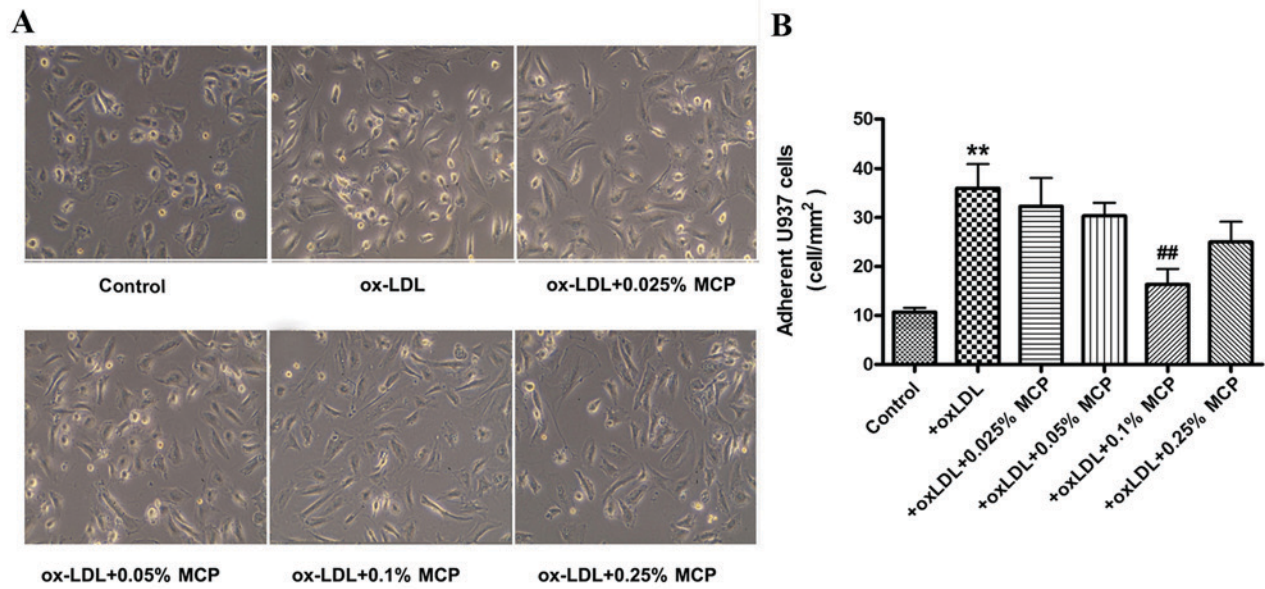 A
Control
ox-LDL
ox-LDL+0.025% MCP
ox-LDL+0.05% MCP
ox-LDL+0.1% MCP
ox-LDL+0.25% MCP
B
Adherent U937 cells
(cell/mm²)
50
40
30
20
10
0
**
##
Control
+oxLDL
+oxLDL+0.025% MCP
+oxLDL+0.05% MCP
+oxLDL+0.1% MCP
+oxLDL+0.25% MCP